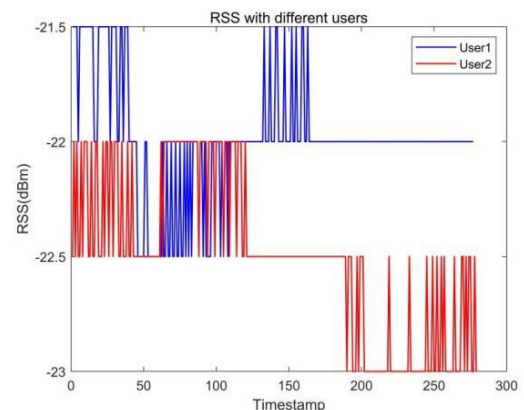 RSS with different users
-21.5
-22
-22.5
-23
RSS(dBm)
User1
User2
0
50
100
150
200
250
300
Timestamp